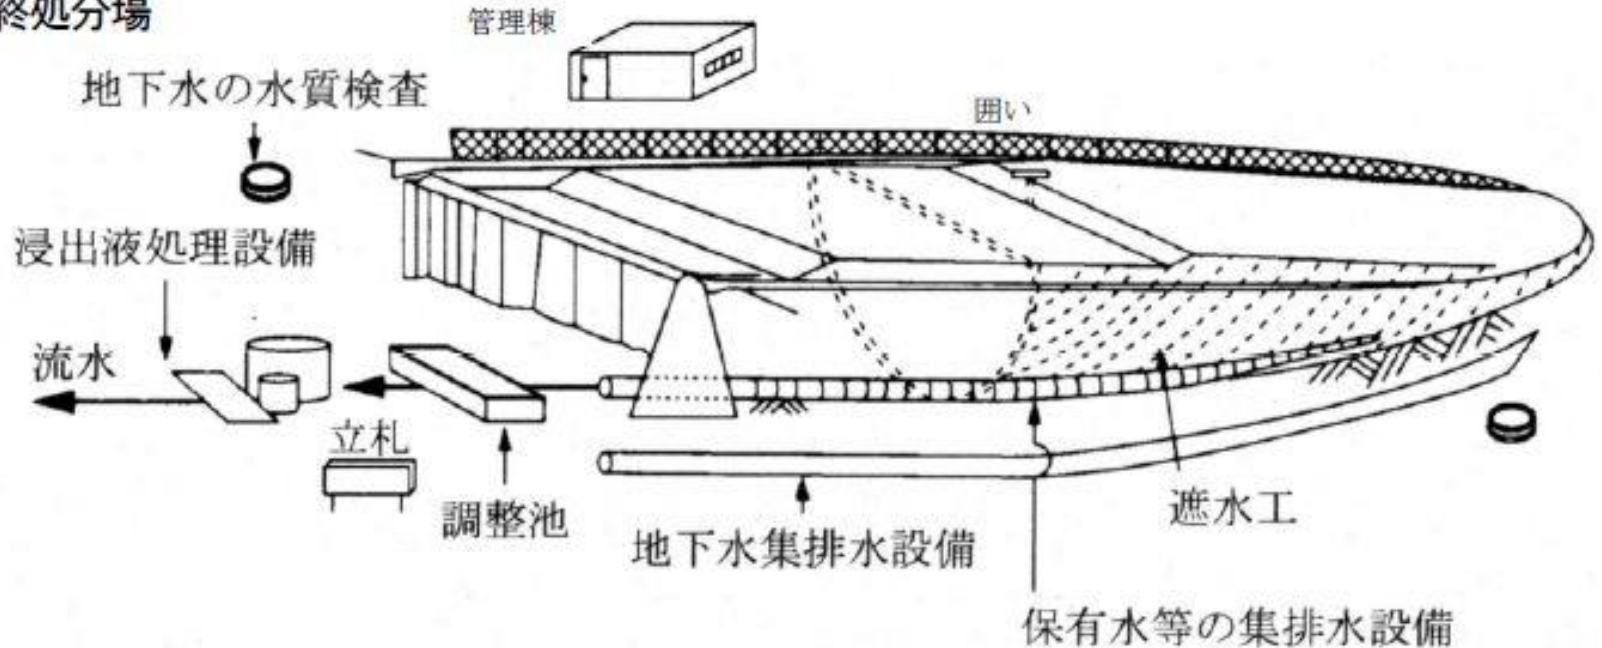 終処分場
管理棟
地下水の水質検査
囲い
浸出液処理設備
流水
立札
調整池
地下水集排水設備
遮水工
保有水等の集排水設備